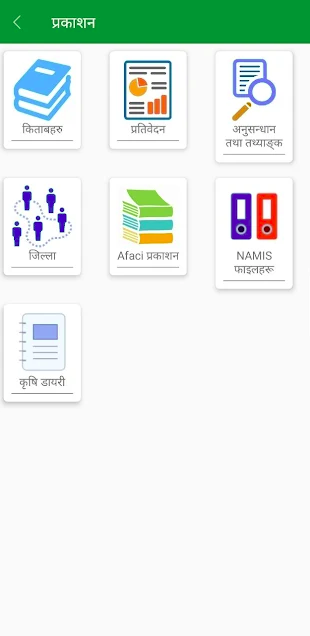 प्रकाशन
किताबहरु
प्रतिवेदन
अनुसन्धान
तथा तथ्याङ्क
जिल्ला
Afaci प्रकाशन
NAMIS
फाइलहरू
कृषि डायरी